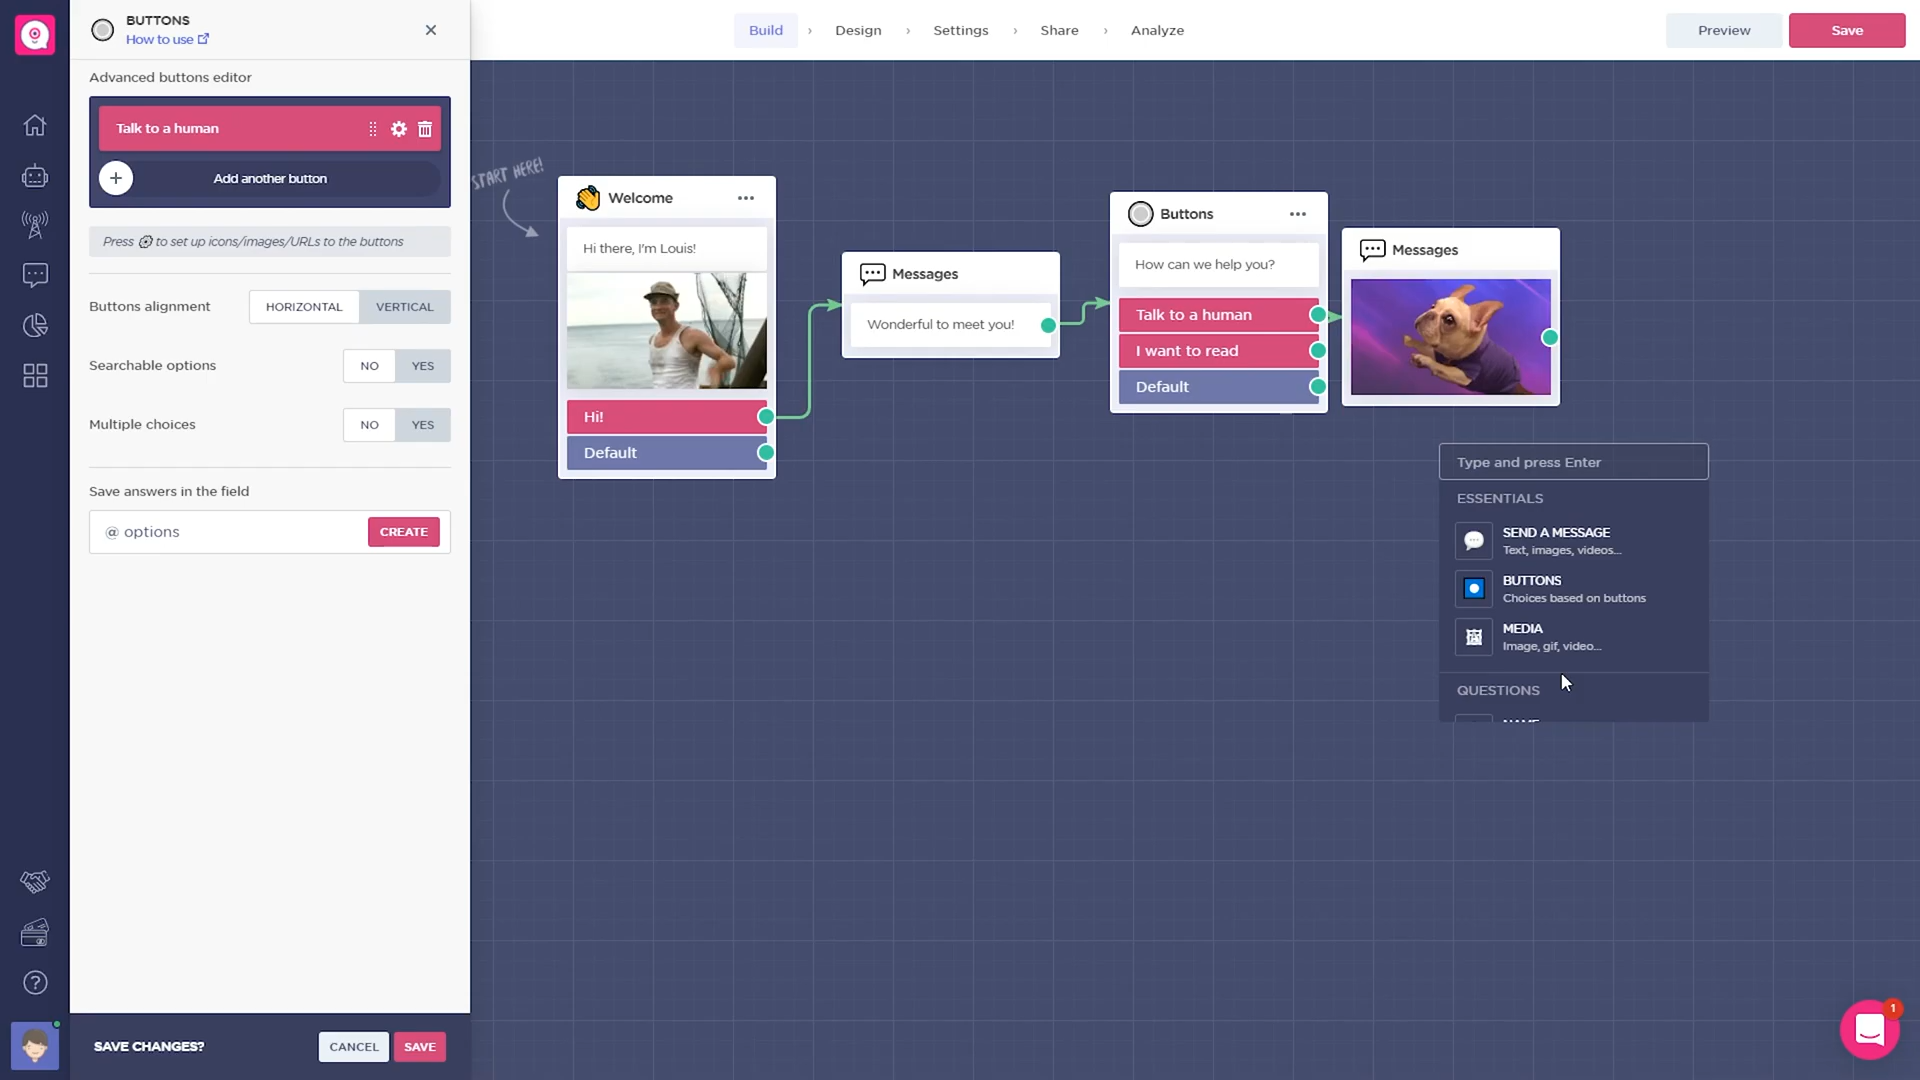 BUTTONS
How to use
Advanced buttons editor
Talk to a human
Add another button
Press to set up icons/images/URLs to the buttons
Buttons alignment
HORIZONTAL
VERTICAL
Searchable options
NO
YES
Multiple choices
NO
YES
Save answers in the field
@ options
CREATE
SAVE CHANGES?
CANCEL
SAVE
Build
Design
Settings
Share
Analyze
Preview
Save
START HERE!
Welcome
Hi there, I'm Louis!
Hi!
Default
Messages
Wonderful to meet you!
Buttons
How can we help you?
Talk to a human
I want to read
Default
Messages
Type and press Enter
ESSENTIALS
SEND A MESSAGE
Text, images, videos...
BUTTONS
Choices based on buttons
MEDIA
Image, gif, video...
QUESTIONS
NAME
1